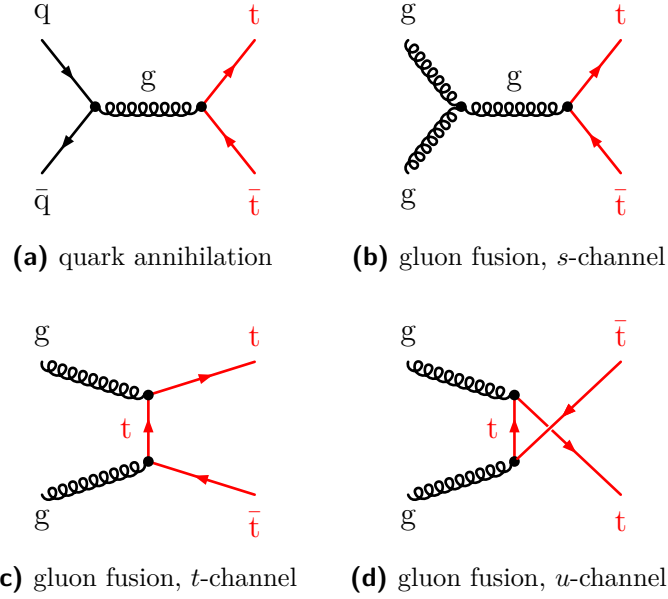 q t g t
g
g
q̄ t̄ g t̄
(a) quark annihilation (b) gluon fusion, s-channel
g t g t̄
t t
g t̄ g t
c) gluon fusion, t-channel (d) gluon fusion, u-channel